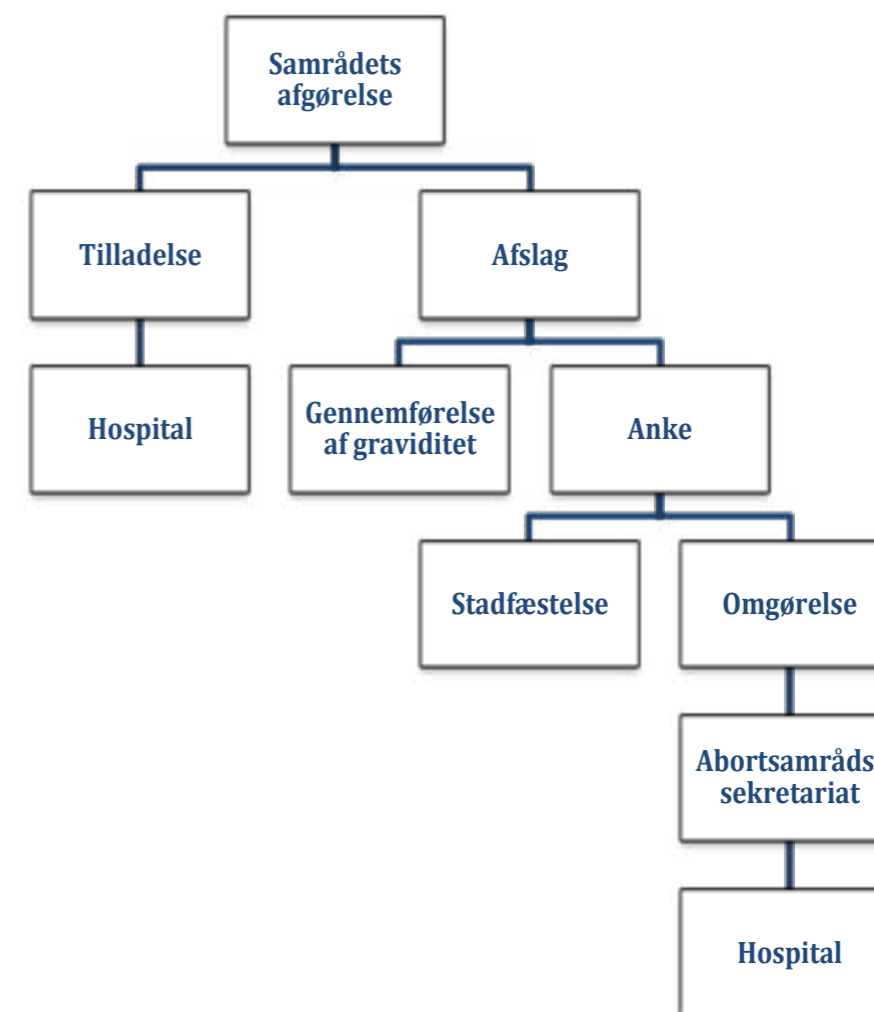 Samrådets
afgørelse
Tilladelse
Afslag
Hospital
Gennemførelse
af graviditet
Anke
Stadfæstelse
Omgørelse
Abortsamråds
sekretariat
Hospital